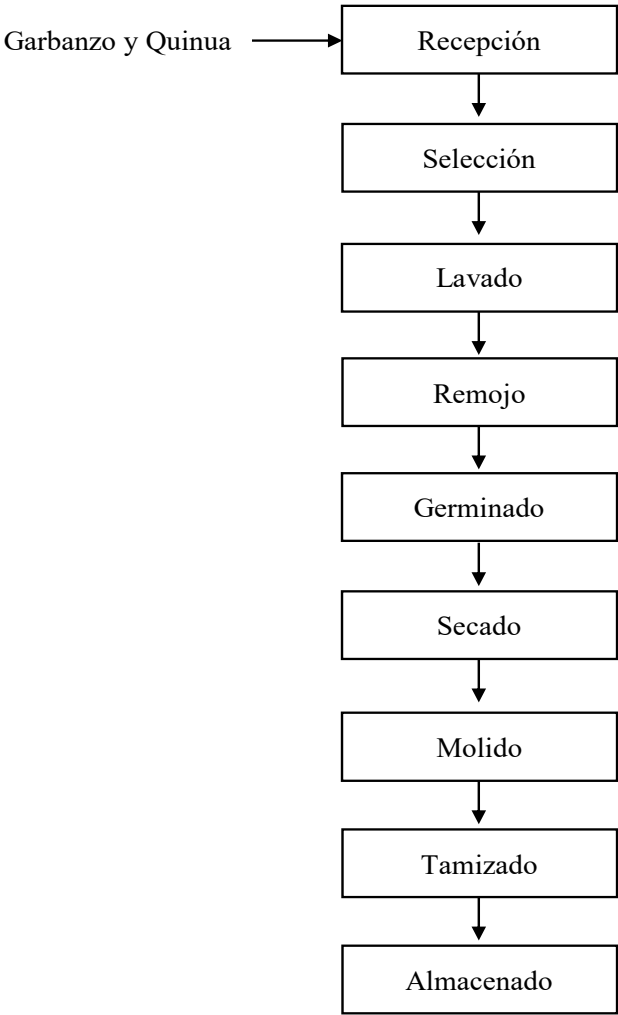 Garbanzo y Quinua
Recepción
Selección
Lavado
Remojo
Germinado
Secado
Molido
Tamizado
Almacenado